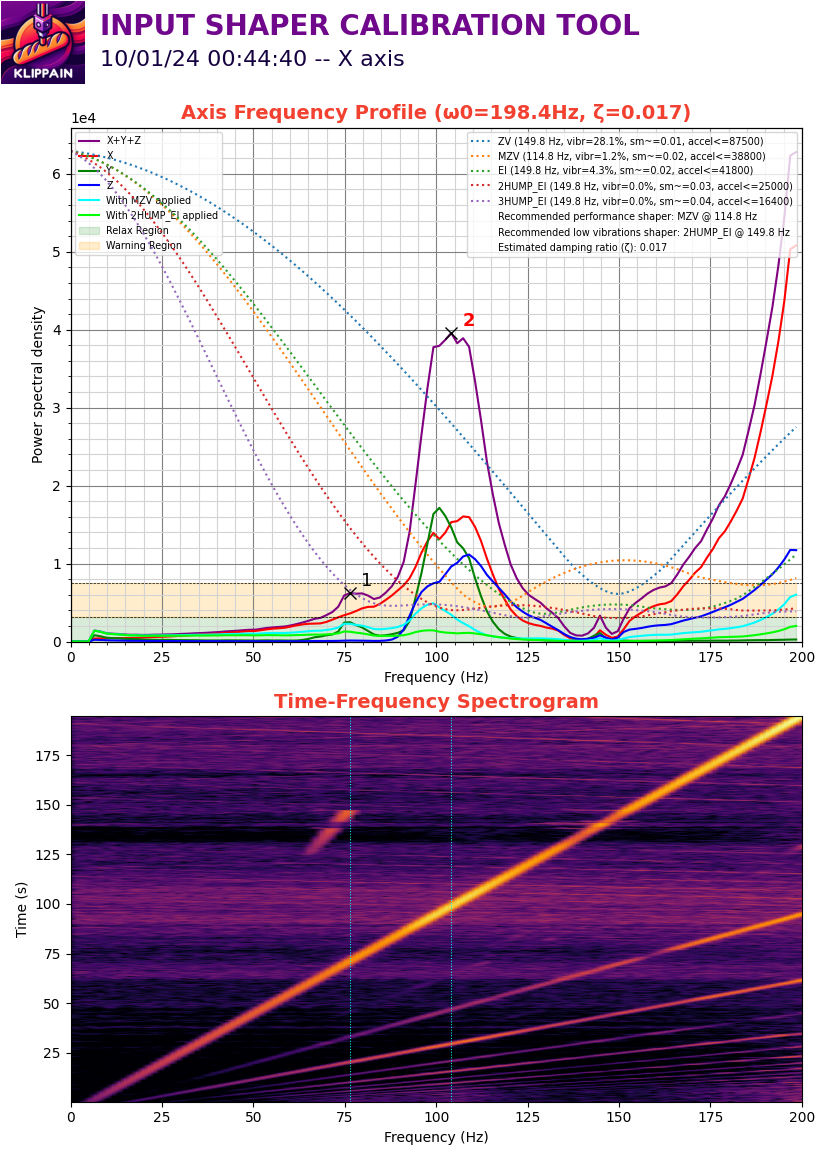 INPUT SHAPER CALIBRATION TOOL
10/01/24 00:44:40 -- X axis
KLIPPAIN
Axis Frequency Profile (ω0=198.4Hz, ζ=0.017)
1e4
X+Y+Z
X
Z
With MZV applied
With 2HUMP_EI applied
Relax Region
Warning Region
ZV (149.8 Hz, vibr=28.1%, sm~=0.01, accel<=87500)
MZV (114.8 Hz, vibr=1.2%, sm~=0.02, accel<=38800)
EI (149.8 Hz, vibr=4.3%, sm~=0.02, accel<=41800)
2HUMP_EI (149.8 Hz, vibr=0.0%, sm~=0.03, accel<=25000)
3HUMP_EI (149.8 Hz, vibr=0.0%, sm~=0.04, accel<=16400)
Recommended performance shaper: MZV @ 114.8 Hz
Recommended low vibrations shaper: 2HUMP_EI @ 149.8 Hz
Estimated damping ratio (ζ): 0.017
Power spectral density
6
5
4
3
2
1
0
2
1
0 25 50 75 100 125 150 175 200
Frequency (Hz)
Time-Frequency Spectrogram
Time (s)
175
150
125
100
75
50
25
0 25 50 75 100 125 150 175 200
Frequency (Hz)